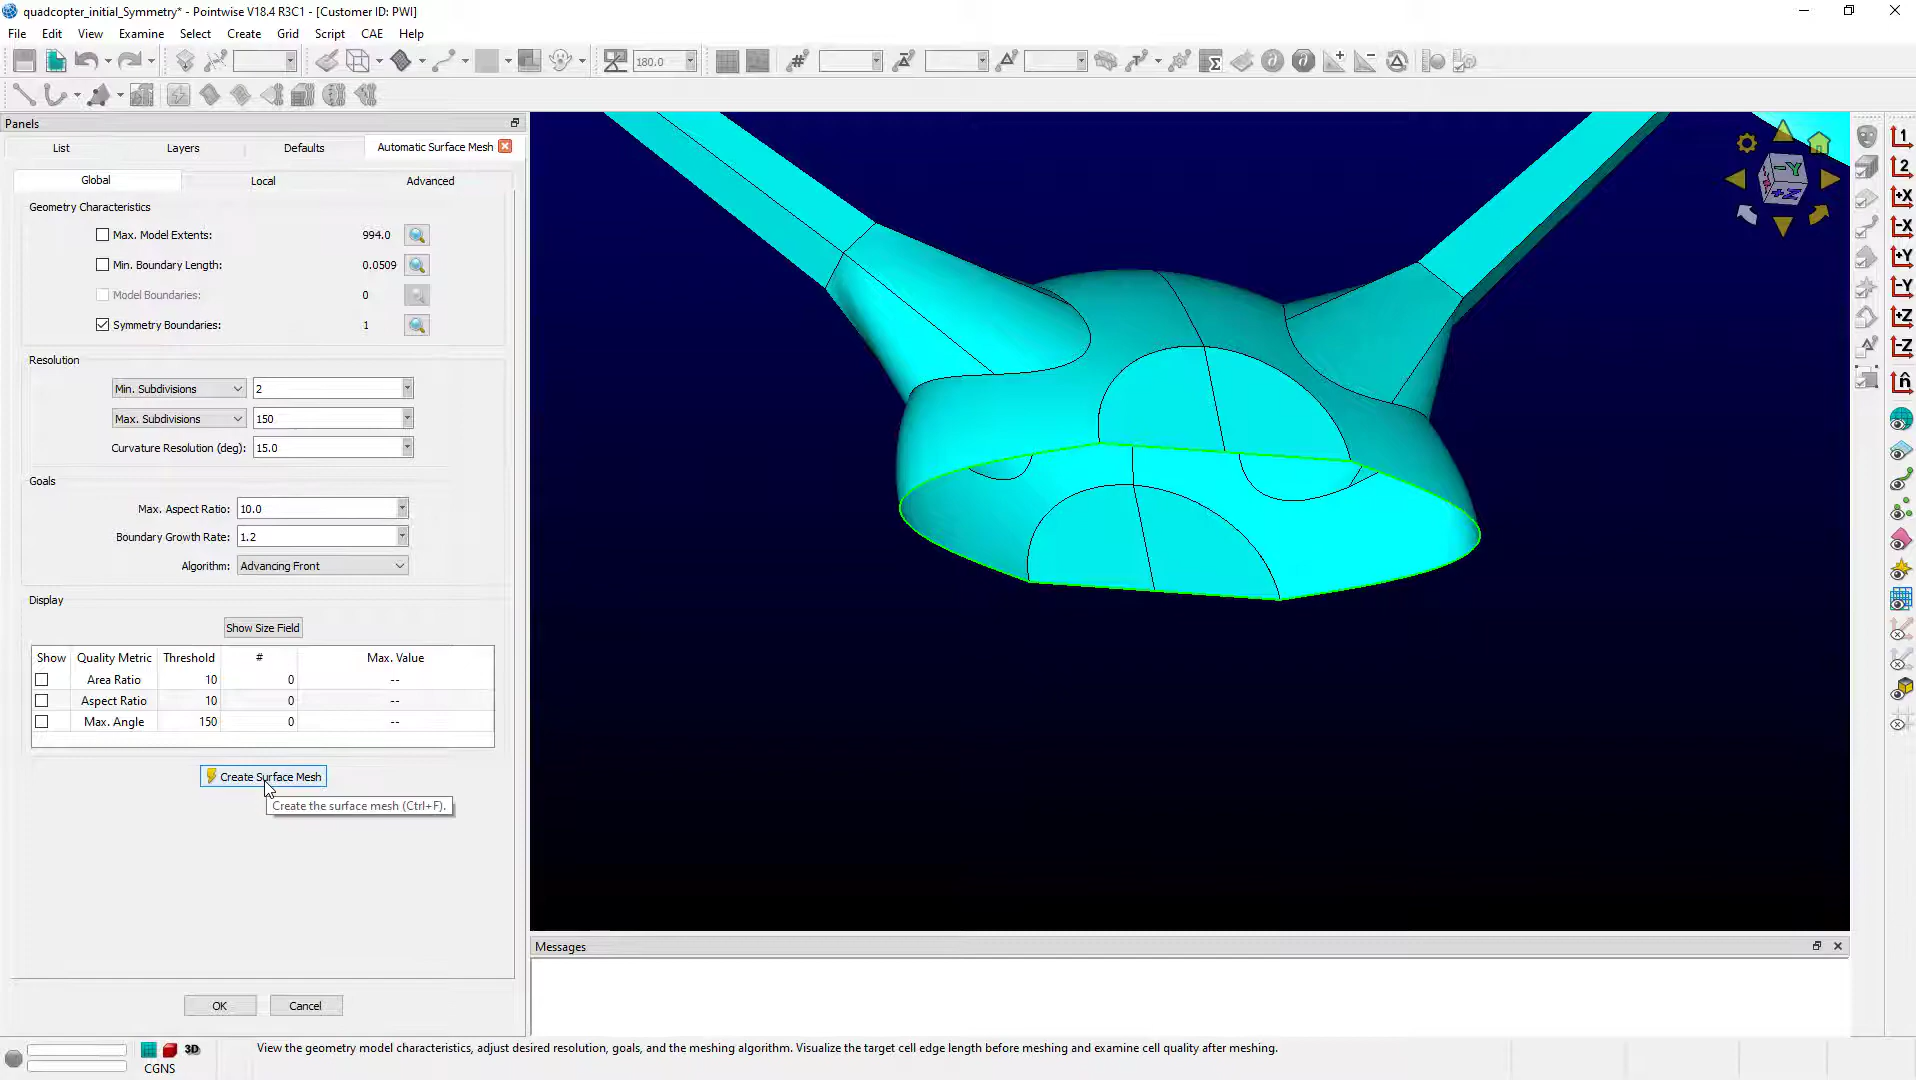 quadcopter_initial_Symmetry* - Pointwise V18.4 R3C1 - [Customer ID: PWI]
File Edit View Examine Select Create Grid Script CAE Help
180.0
Panels
List Layers Defaults Automatic Surface Mesh
Global Local Advanced
Geometry Characteristics
Max. Model Extents: 994.0
Min. Boundary Length: 0.0509
Model Boundaries: 0
Symmetry Boundaries: 1
Resolution
Min. Subdivisions 2
Max. Subdivisions 150
Curvature Resolution (deg): 15.0
Goals
Max. Aspect Ratio: 10.0
Boundary Growth Rate: 1.2
Algorithm: Advancing Front
Display
Show Size Field
Show Quality Metric Threshold # Max. Value
Area Ratio 10 0 --
Aspect Ratio 10 0 --
Max. Angle 150 0 --
Create Surface Mesh
Create the surface mesh (Ctrl+F).
OK Cancel
-Y
+Z
1
2
+X
-X
+Y
-Y
+Z
-Z
n̂
Messages
3D
CGNS
View the geometry model characteristics, adjust desired resolution, goals, and the meshing algorithm. Visualize the target cell edge length before meshing and examine cell quality after meshing.